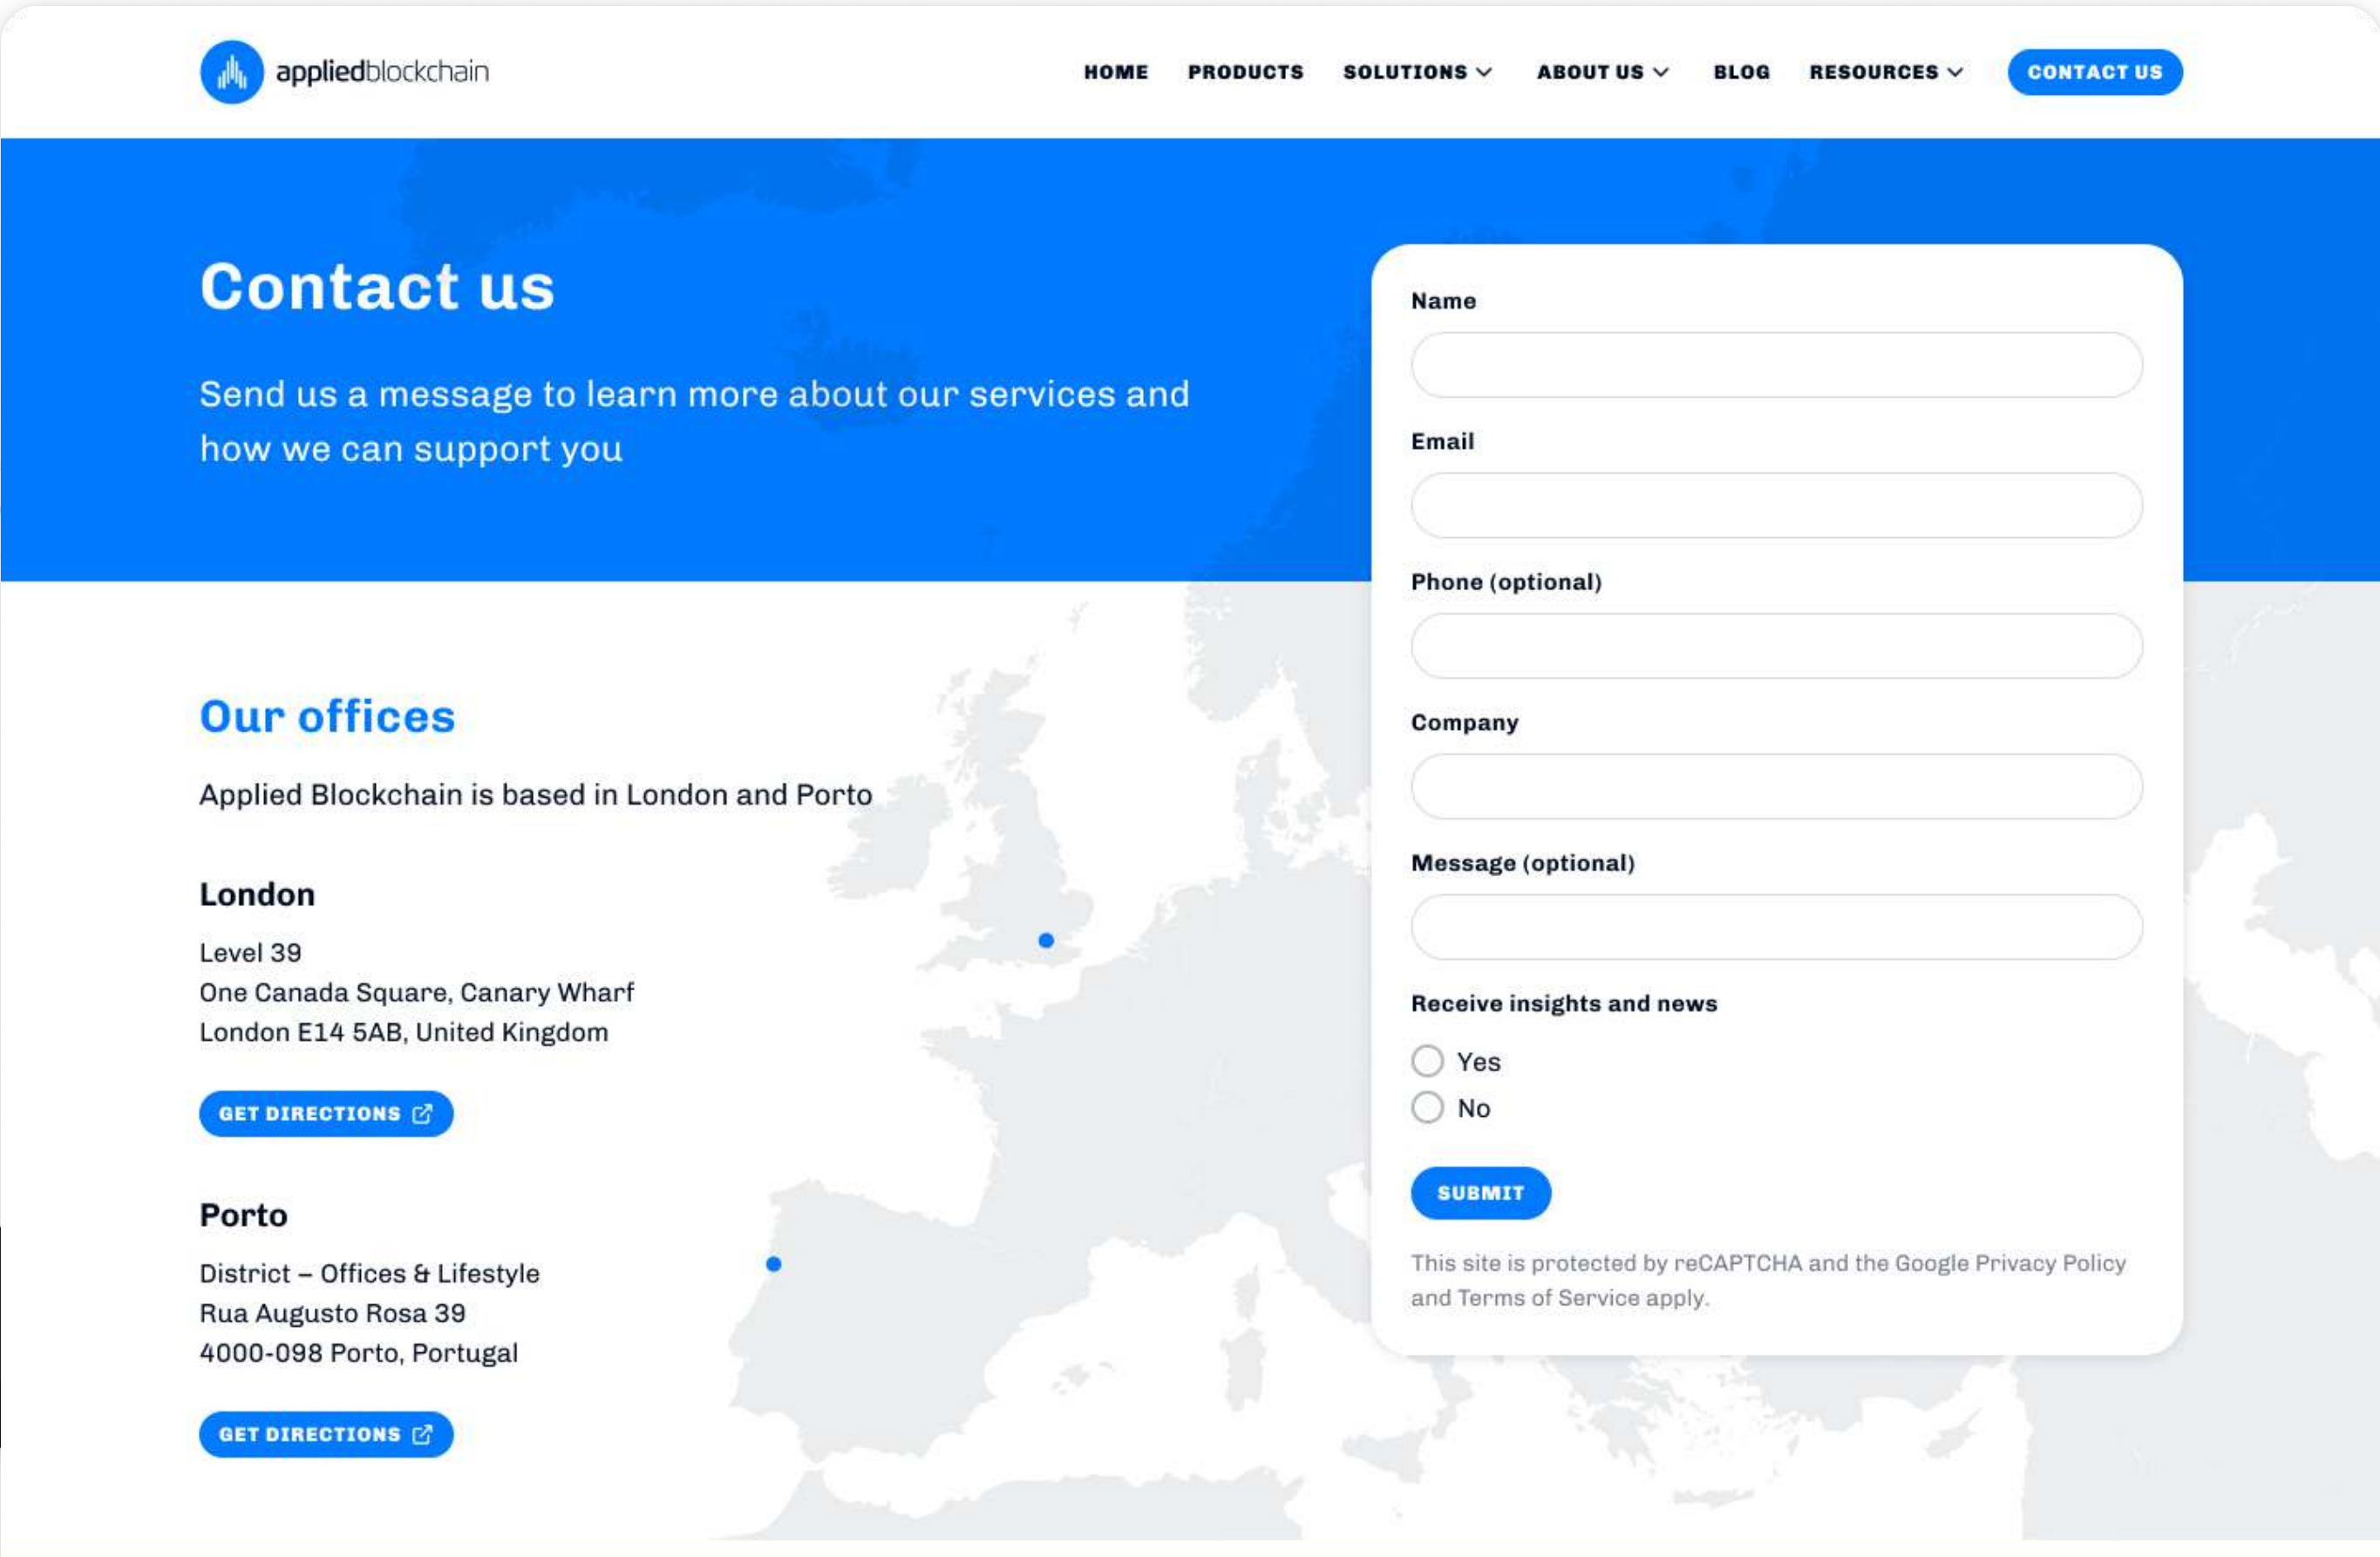 appliedblockchain
HOME PRODUCTS SOLUTIONS ABOUT US BLOG RESOURCES CONTACT US
Contact us
Send us a message to learn more about our services and
how we can support you
Our offices
Applied Blockchain is based in London and Porto
London
Level 39
One Canada Square, Canary Wharf
London E14 5AB, United Kingdom
GET DIRECTIONS
Porto
District – Offices & Lifestyle
Rua Augusto Rosa 39
4000-098 Porto, Portugal
GET DIRECTIONS
Name
Email
Phone (optional)
Company
Message (optional)
Receive insights and news
Yes
No
SUBMIT
This site is protected by reCAPTCHA and the Google Privacy Policy
and Terms of Service apply.